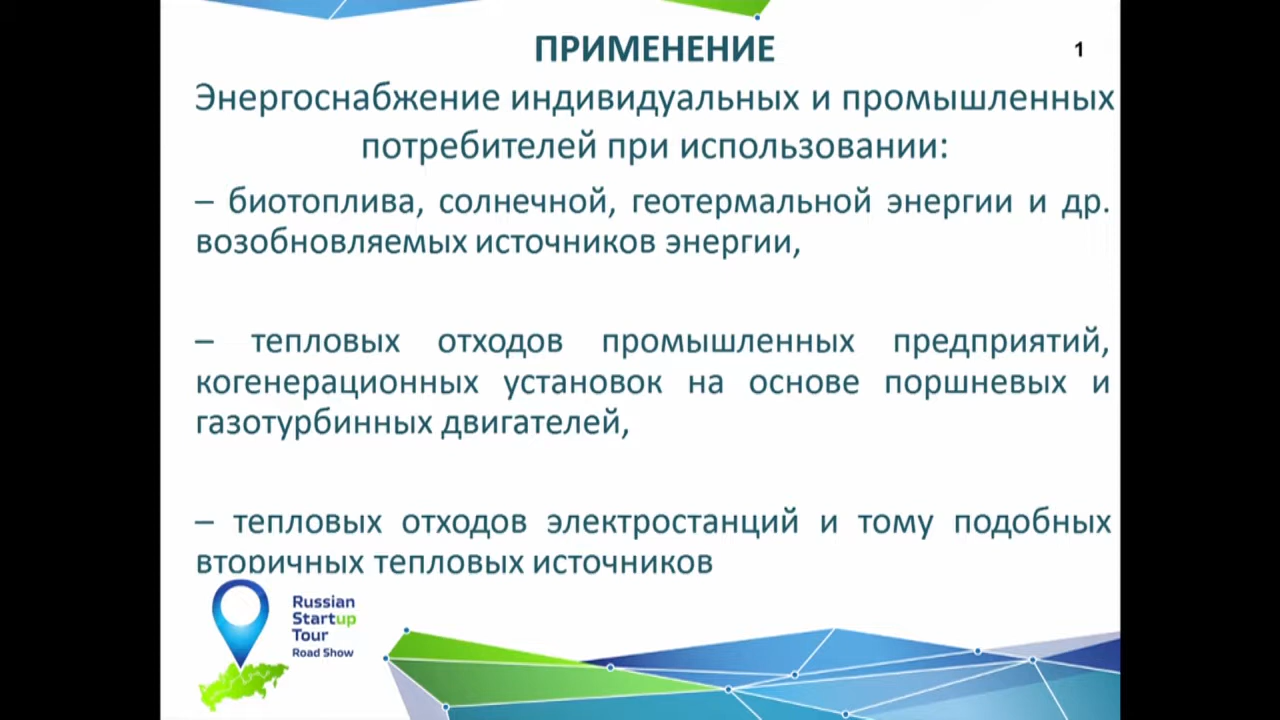 ПРИМЕНЕНИЕ
1
Энергоснабжение индивидуальных и промышленных
потребителей при использовании:
– биотоплива, солнечной, геотермальной энергии и др.
возобновляемых источников энергии,
– тепловых отходов промышленных предприятий,
когенерационных установок на основе поршневых и
газотурбинных двигателей,
– тепловых отходов электростанций и тому подобных
вторичных тепловых источников
Russian
Startup
Tour
Road Show